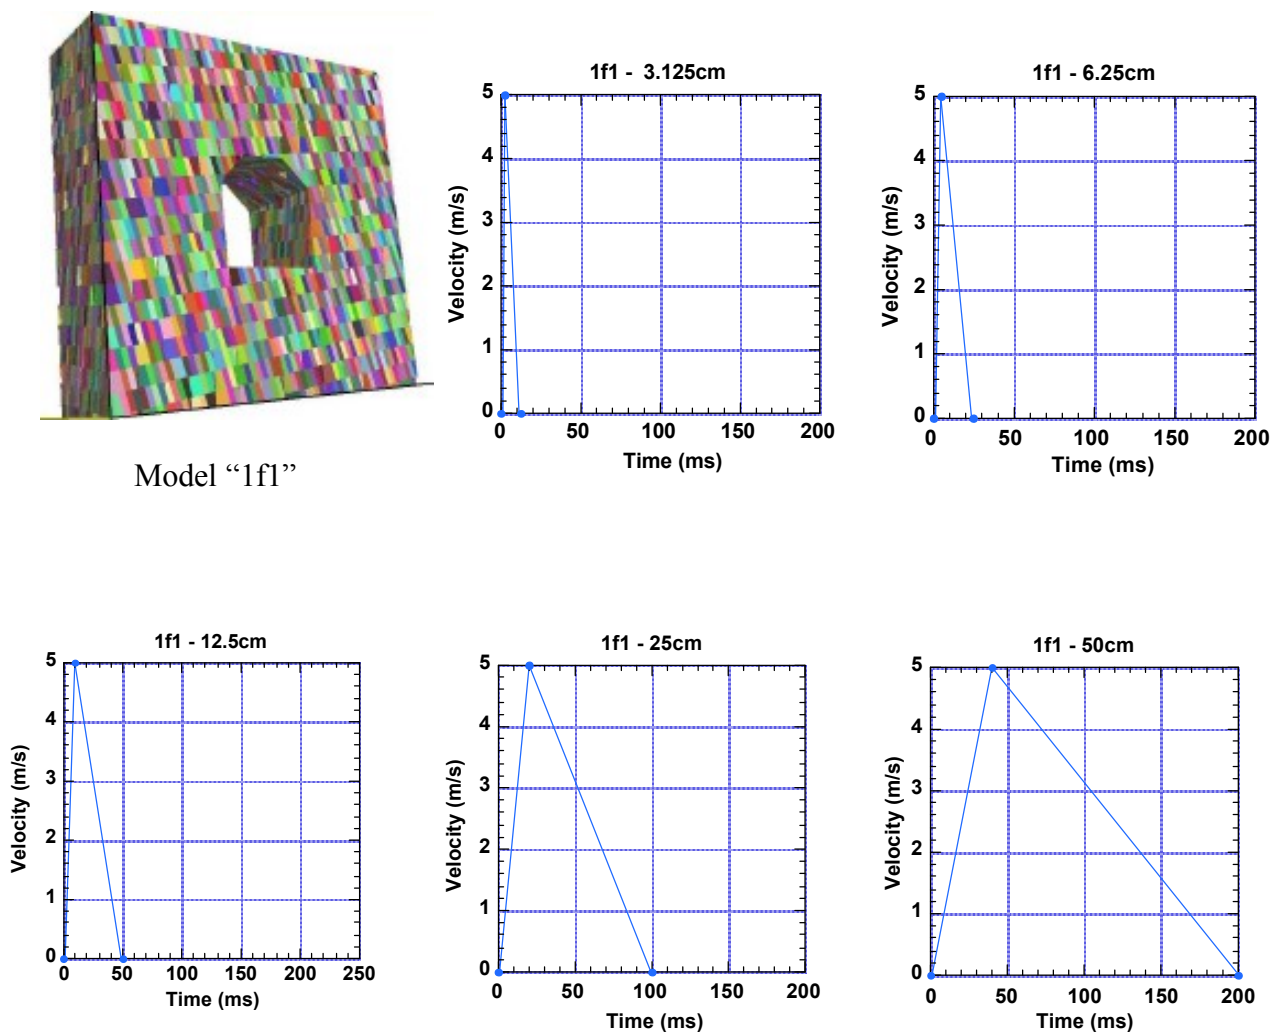 1f1 - 3.125cm
5
4
3
2
1
0
Velocity (m/s)
0 50 100 150 200
Time (ms)
1f1 - 6.25cm
5
4
3
2
1
0
Velocity (m/s)
0 50 100 150 200
Time (ms)
Model “1f1”
1f1 - 12.5cm
5
4
3
2
1
0
Velocity (m/s)
0 50 100 150 200 250
Time (ms)
1f1 - 25cm
5
4
3
2
1
0
Velocity (m/s)
0 50 100 150 200
Time (ms)
1f1 - 50cm
5
4
3
2
1
0
Velocity (m/s)
0 50 100 150 200
Time (ms)